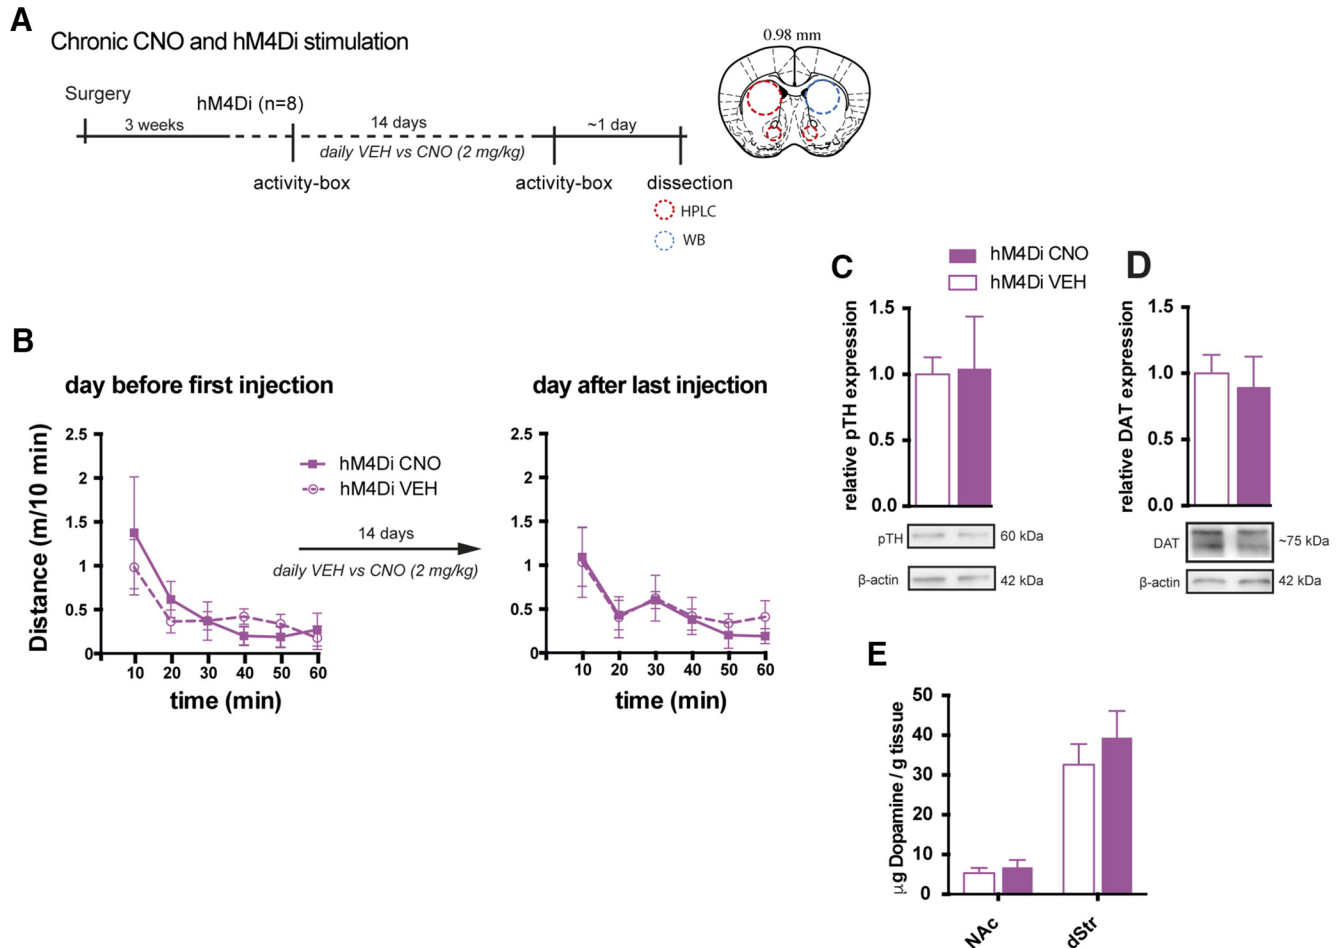 A
Chronic CNO and hM4Di stimulation
0.98 mm
Surgery
hM4Di (n=8)
3 weeks
14 days
~1 day
daily VEH vs CNO (2 mg/kg)
activity-box
activity-box
dissection
HPLC
WB
B
day before first injection
day after last injection
Distance (m/10 min)
2.5
2
1.5
1
0.5
0
10
20
30
40
50
60
time (min)
hM4Di CNO
hM4Di VEH
14 days
daily VEH vs CNO (2 mg/kg)
2.5
2
1.5
1
0.5
0
10
20
30
40
50
60
time (min)
C
hM4Di CNO
hM4Di VEH
relative pTH expression
1.5
1.0
0.5
0.0
pTH
60 kDa
β-actin
42 kDa
D
relative DAT expression
1.5
1.0
0.5
0.0
DAT
~75 kDa
β-actin
42 kDa
E
μg Dopamine / g tissue
50
40
30
20
10
0
NAc
dStr